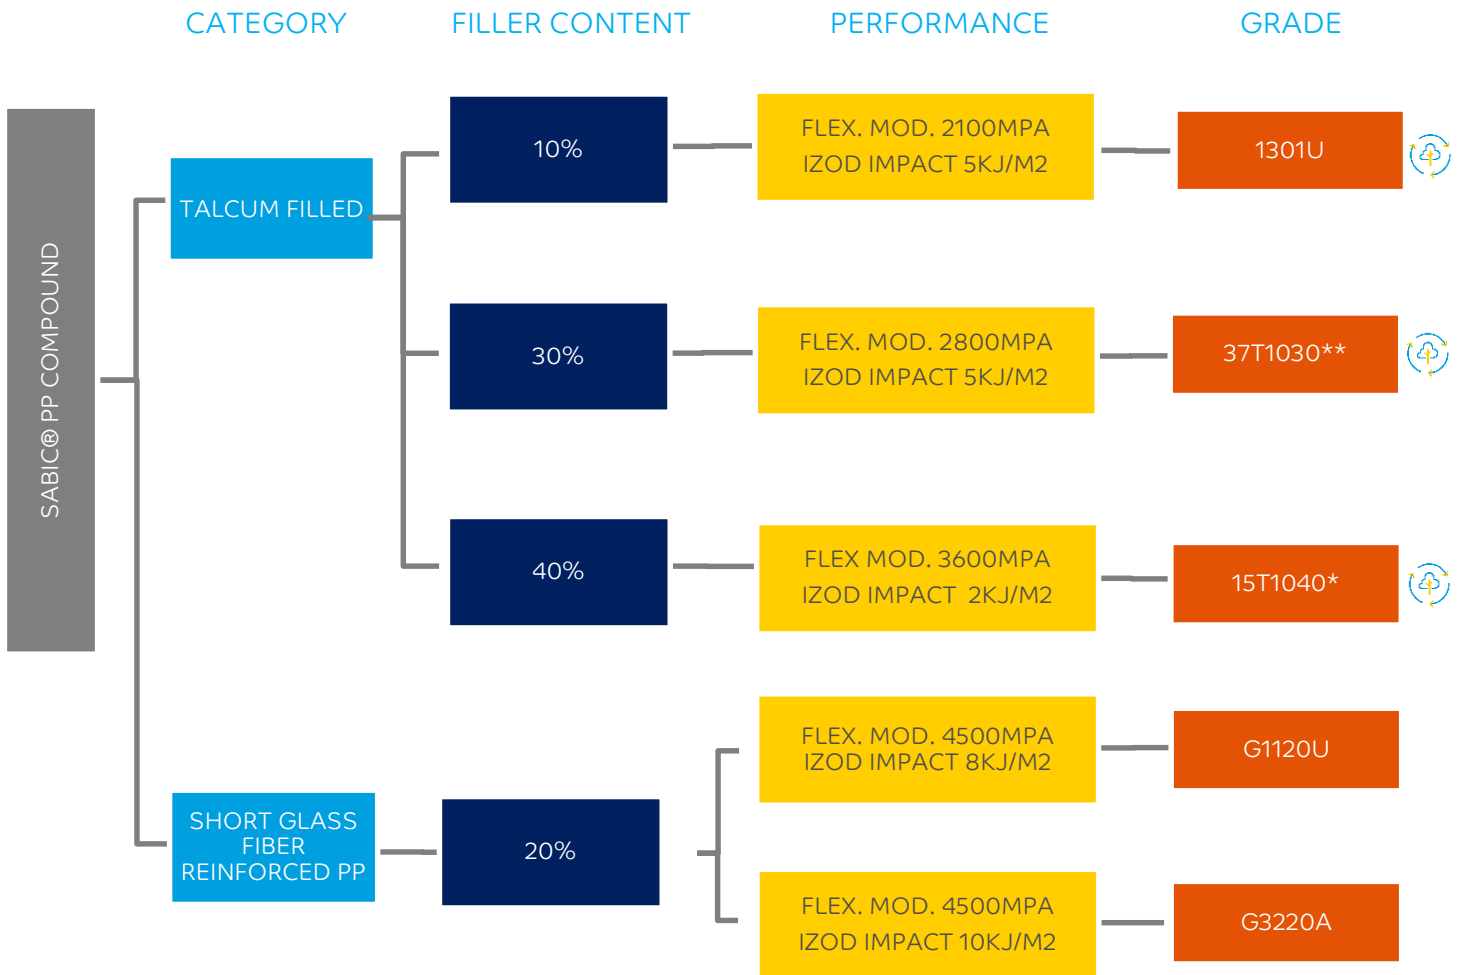 CATEGORY
FILLER CONTENT
PERFORMANCE
GRADE
SABIC® PP COMPOUND
TALCUM FILLED
10%
FLEX. MOD. 2100MPA
IZOD IMPACT 5KJ/M2
1301U
30%
FLEX. MOD. 2800MPA
IZOD IMPACT 5KJ/M2
37T1030**
40%
FLEX MOD. 3600MPA
IZOD IMPACT  2KJ/M2
15T1040*
SHORT GLASS
FIBER
REINFORCED PP
20%
FLEX. MOD. 4500MPA
IZOD IMPACT 8KJ/M2
G1120U
FLEX. MOD. 4500MPA
IZOD IMPACT 10KJ/M2
G3220A